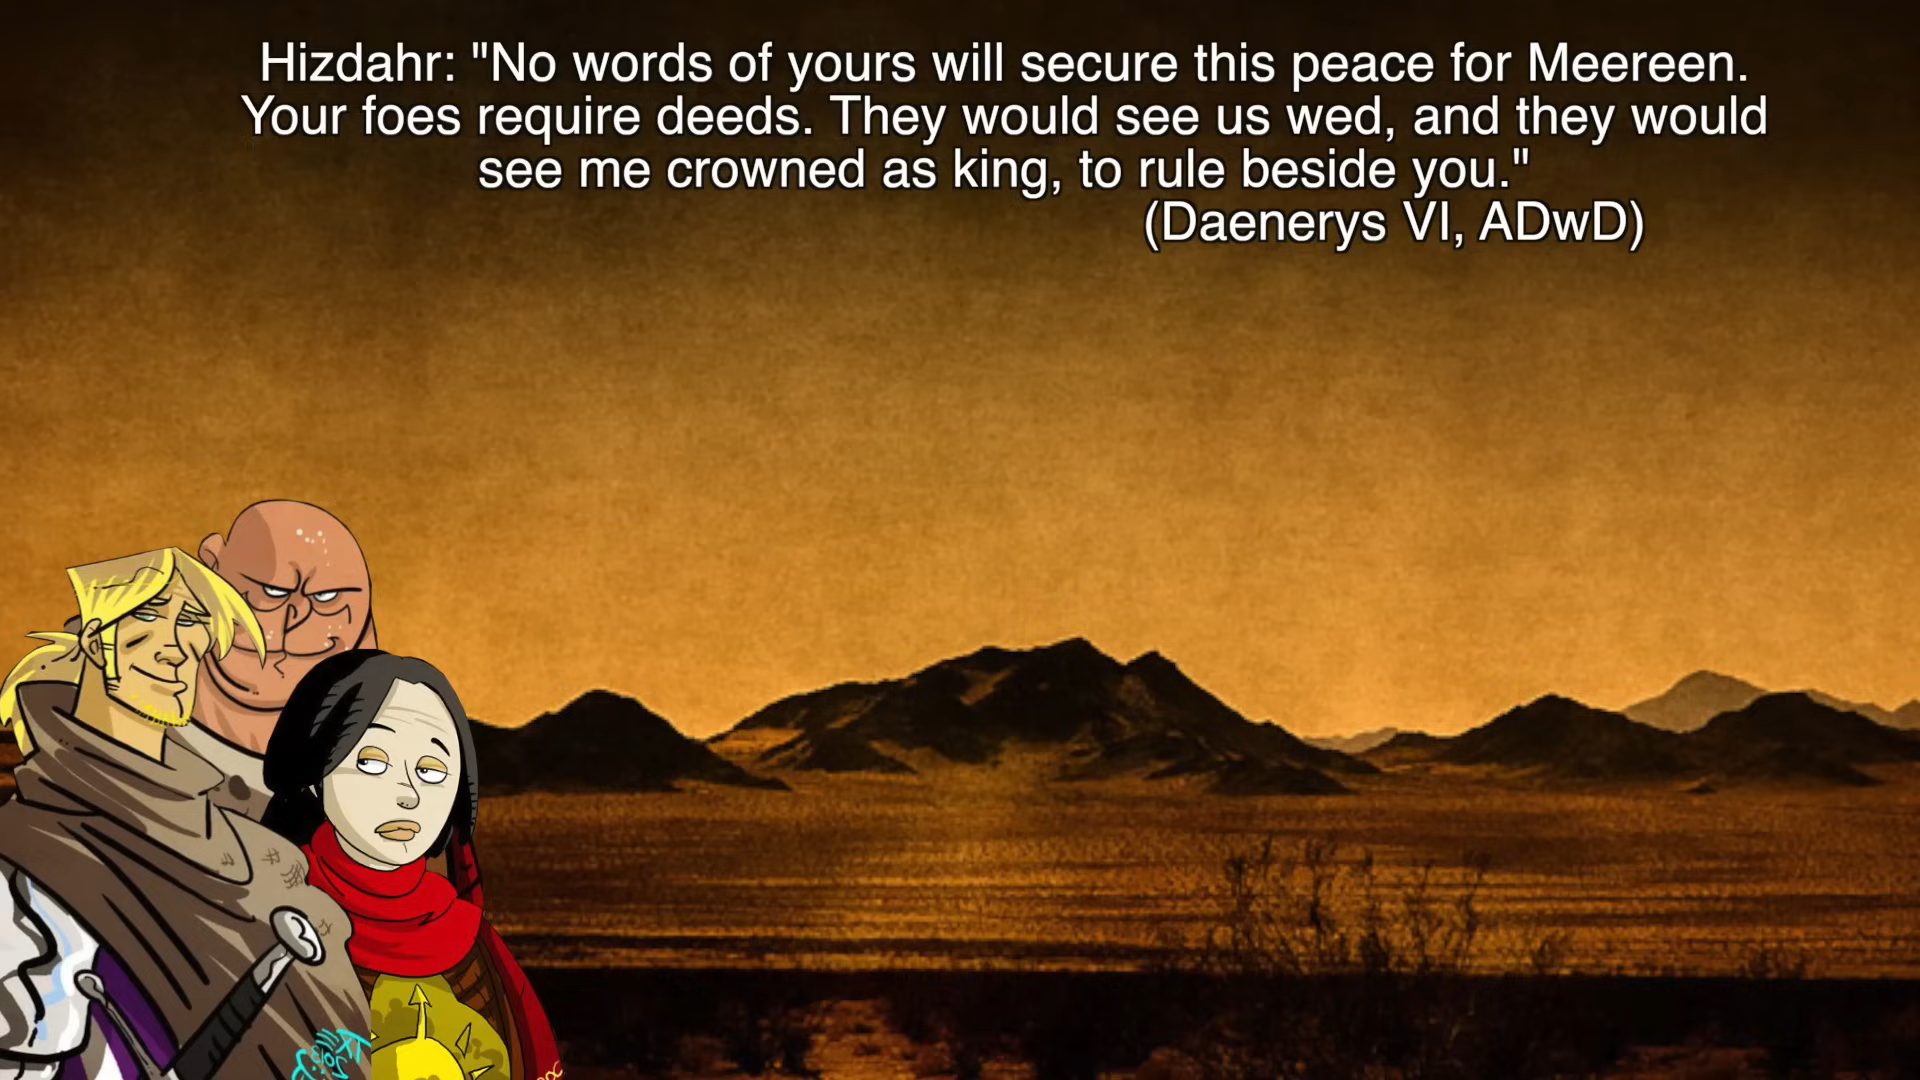 Hizdahr: "No words of yours will secure this peace for Meereen.
Your foes require deeds. They would see us wed, and they would
see me crowned as king, to rule beside you."
(Daenerys VI, ADwD)